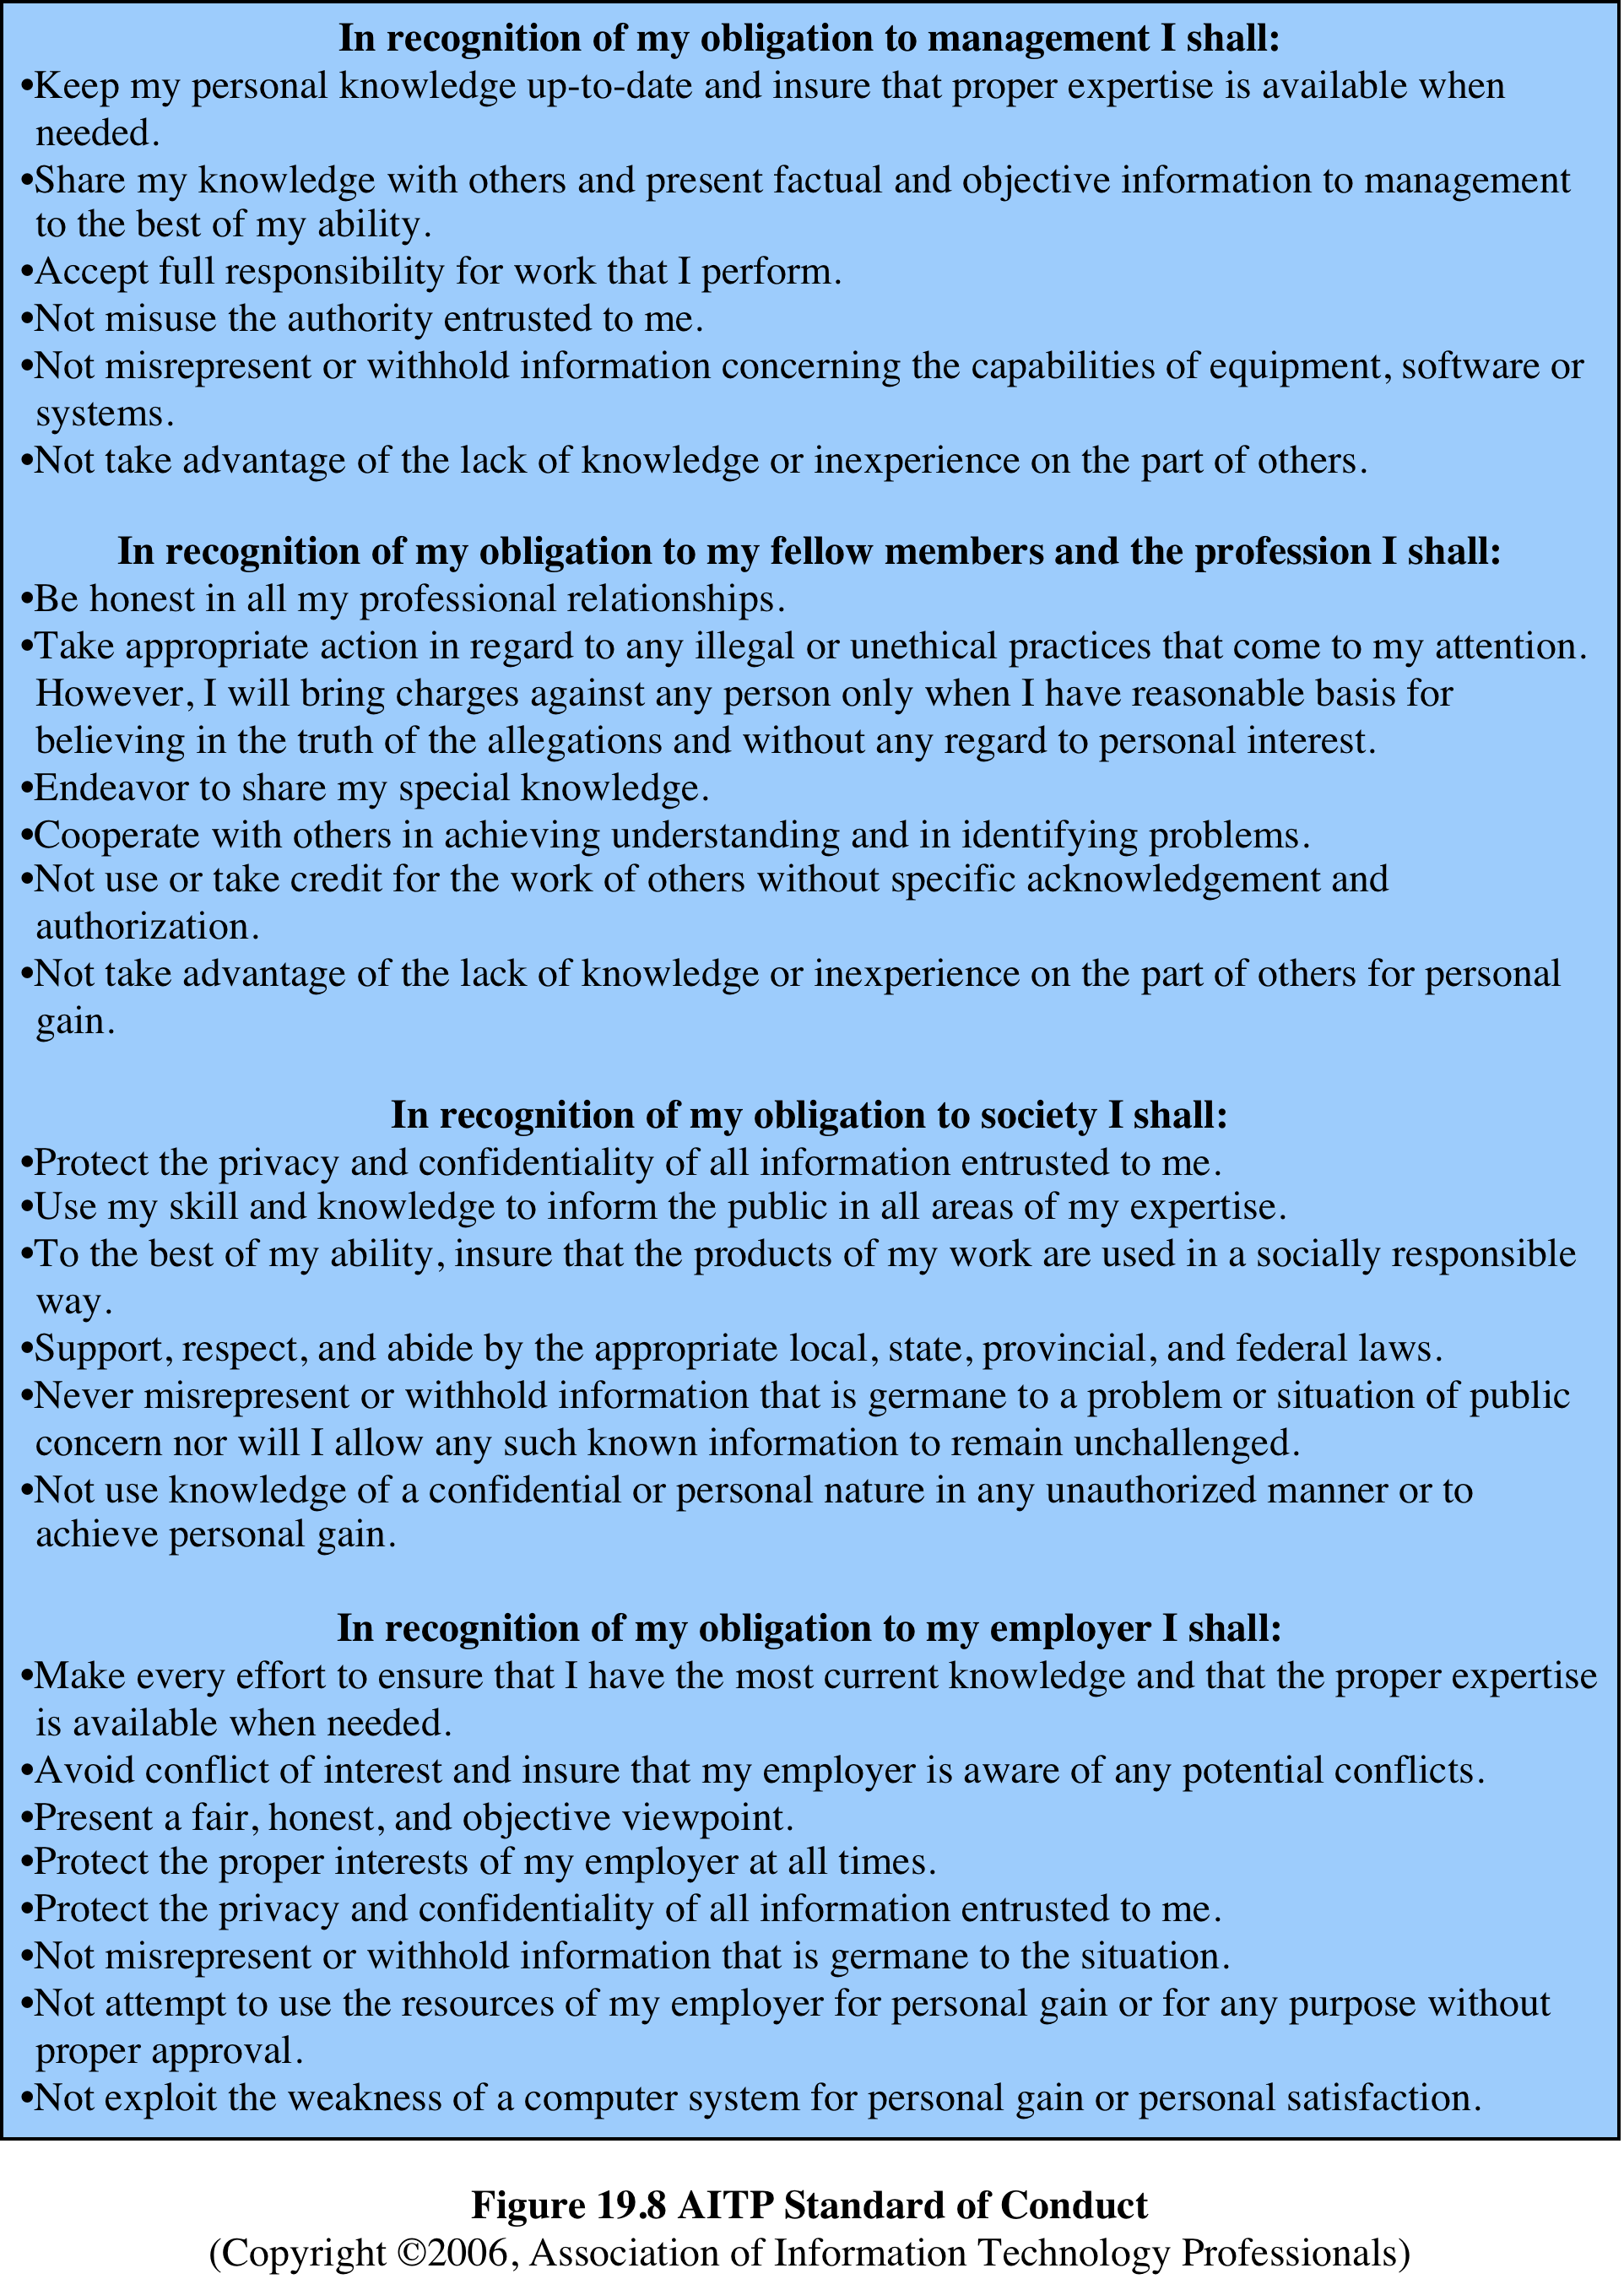 In recognition of my obligation to management I shall:
•Keep my personal knowledge up-to-date and insure that proper expertise is available when
needed.
•Share my knowledge with others and present factual and objective information to management
to the best of my ability.
•Accept full responsibility for work that I perform.
•Not misuse the authority entrusted to me.
•Not misrepresent or withhold information concerning the capabilities of equipment, software or
systems.
•Not take advantage of the lack of knowledge or inexperience on the part of others.
In recognition of my obligation to my fellow members and the profession I shall:
•Be honest in all my professional relationships.
•Take appropriate action in regard to any illegal or unethical practices that come to my attention.
However, I will bring charges against any person only when I have reasonable basis for
believing in the truth of the allegations and without any regard to personal interest.
•Endeavor to share my special knowledge.
•Cooperate with others in achieving understanding and in identifying problems.
•Not use or take credit for the work of others without specific acknowledgement and
authorization.
•Not take advantage of the lack of knowledge or inexperience on the part of others for personal
gain.
In recognition of my obligation to society I shall:
•Protect the privacy and confidentiality of all information entrusted to me.
•Use my skill and knowledge to inform the public in all areas of my expertise.
•To the best of my ability, insure that the products of my work are used in a socially responsible
way.
•Support, respect, and abide by the appropriate local, state, provincial, and federal laws.
•Never misrepresent or withhold information that is germane to a problem or situation of public
concern nor will I allow any such known information to remain unchallenged.
•Not use knowledge of a confidential or personal nature in any unauthorized manner or to
achieve personal gain.
In recognition of my obligation to my employer I shall:
•Make every effort to ensure that I have the most current knowledge and that the proper expertise
is available when needed.
•Avoid conflict of interest and insure that my employer is aware of any potential conflicts.
•Present a fair, honest, and objective viewpoint.
•Protect the proper interests of my employer at all times.
•Protect the privacy and confidentiality of all information entrusted to me.
•Not misrepresent or withhold information that is germane to the situation.
•Not attempt to use the resources of my employer for personal gain or for any purpose without
proper approval.
•Not exploit the weakness of a computer system for personal gain or personal satisfaction.
Figure 19.8 AITP Standard of Conduct
(Copyright ©2006, Association of Information Technology Professionals)